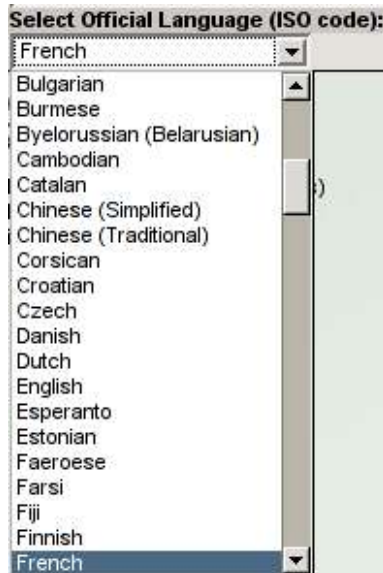 Select Official Language (ISO code):
French
Bulgarian
Burmese
Byelorussian (Belarusian)
Cambodian
Catalan
Chinese (Simplified)
Chinese (Traditional)
Corsican
Croatian
Czech
Danish
Dutch
English
Esperanto
Estonian
Faeroese
Farsi
Fiji
Finnish
French